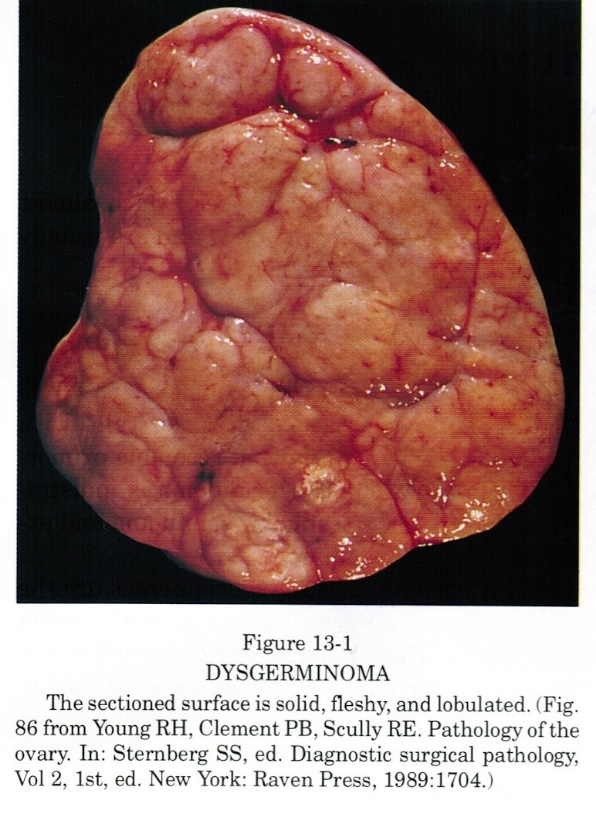 Figure 13-1
DYSGERMINOMA
The sectioned surface is solid, fleshy, and lobulated. (Fig.
86 from Young RH, Clement PB, Scully RE. Pathology of the
ovary. In: Sternberg SS, ed. Diagnostic surgical pathology,
Vol 2, 1st, ed. New York: Raven Press, 1989:1704.)